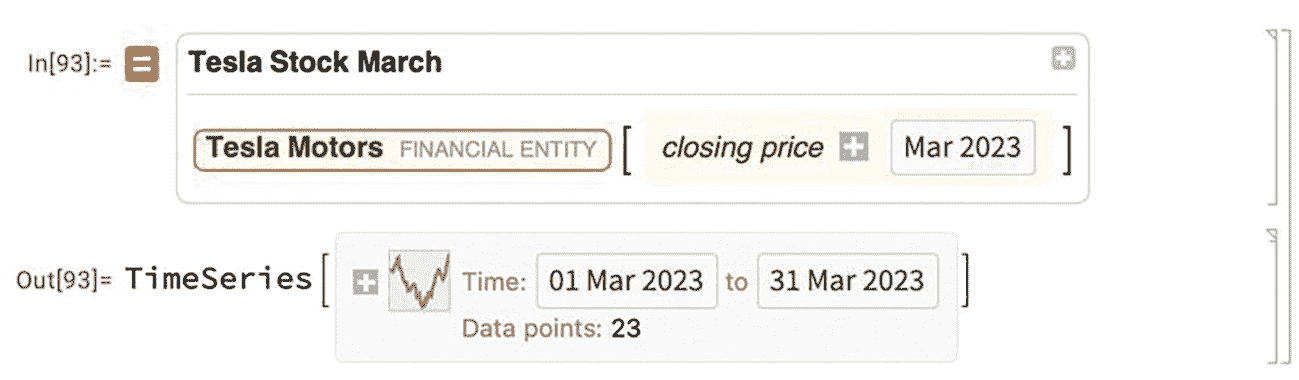 In[93]:= = Tesla Stock March
Tesla Motors FINANCIAL ENTITY [ closing price Mar 2023 ]
Out[93]= TimeSeries[ Time: 01 Mar 2023 to 31 Mar 2023 ]
Data points: 23